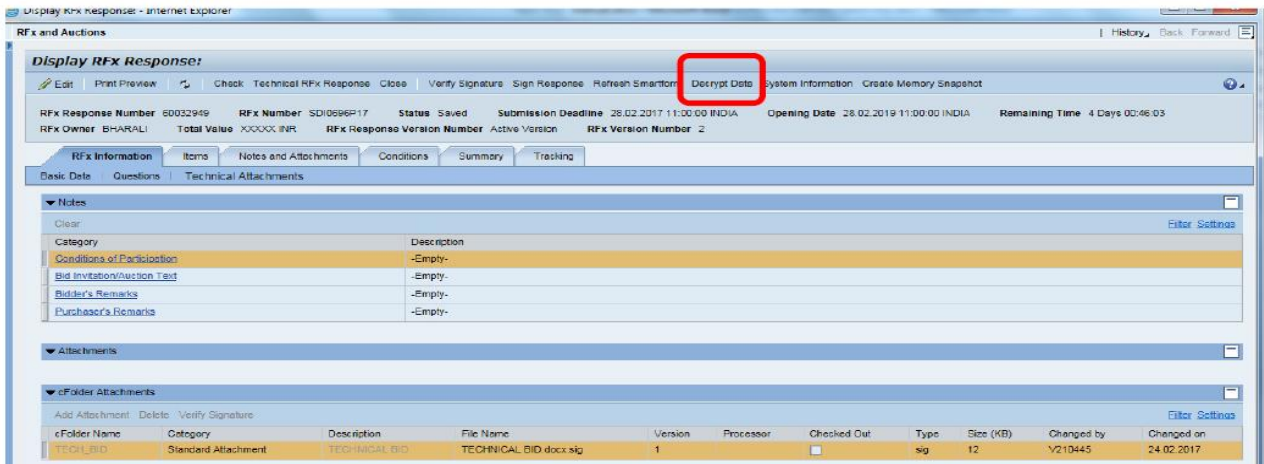 Display RFx Response: - Internet Explorer
RFx and Auctions | History Back Forward
Display RFx Response:
Edit | Print Preview | Check Technical RFx Response Close | Verify Signature Sign Response Refresh Smartform Decrypt Data System Information Create Memory Snapshot
RFx Response Number 60032949 RFx Number SDI0696P17 Status Saved Submission Deadline 28.02.2017 11:00:00 INDIA Opening Date 28.02.2019 11:00:00 INDIA Remaining Time 4 Days 00:46:03
RFx Owner BHARALI Total Value XXXXX INR RFx Response Version Number Active Version RFx Version Number 2
RFx Information Items Notes and Attachments Conditions Summary Tracking
Basic Data | Questions | Technical Attachments
Notes
Clear Filter Settings
Category Description
Conditions of Participation -Empty-
Bid Invitation/Auction Text -Empty-
Bidder's Remarks -Empty-
Purchaser's Remarks -Empty-
Attachments
cFolder Attachments
Add Attachment Delete Verify Signature Filter Settings
cFolder Name Category Description File Name Version Processor Checked Out Type Size (KB) Changed by Changed on
TECH_BID Standard Attachment TECHNICAL BID TECHNICAL BID.docx.sig 1 sig 12 V210445 24.02.2017